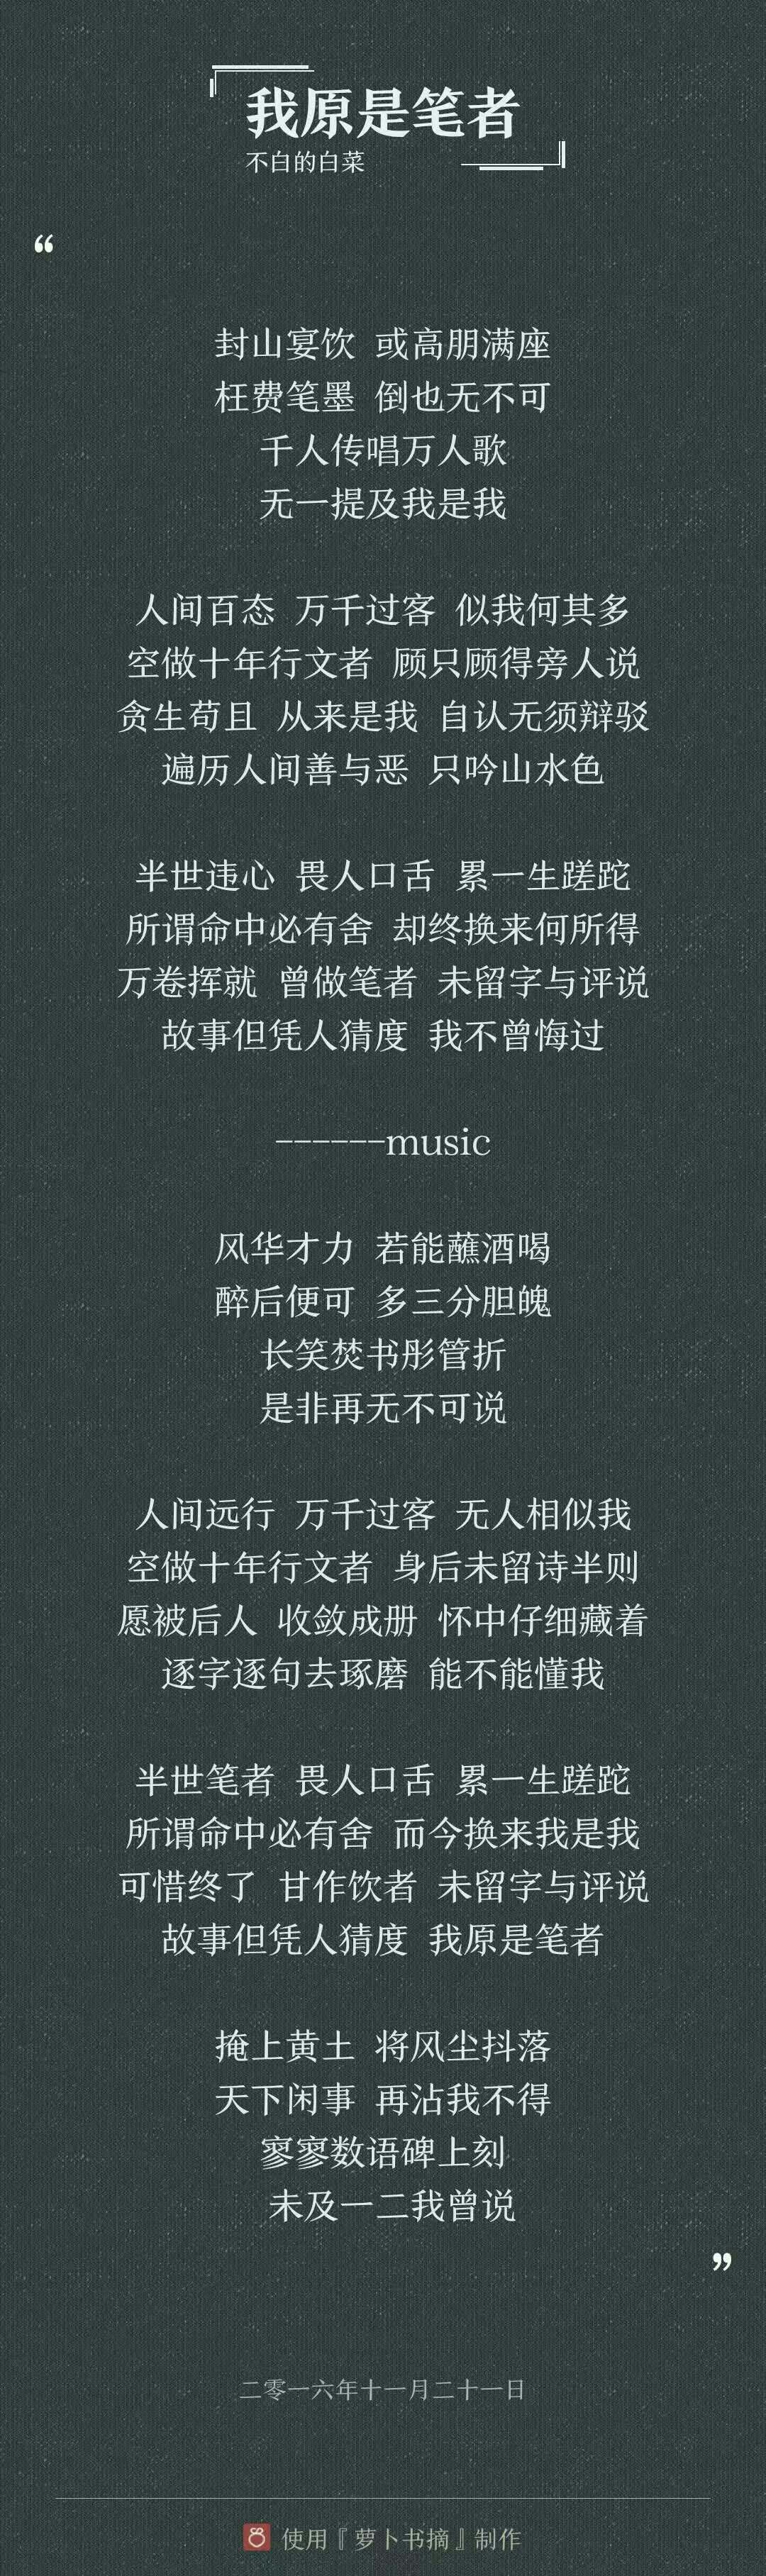 我原是笔者
不白的白菜
“
封山宴饮 或高朋满座
枉费笔墨 倒也无不可
千人传唱万人歌
无一提及我是我
人间百态 万千过客 似我何其多
空做十年行文者 顾只顾得旁人说
贪生苟且 从来是我 自认无须辩驳
遍历人间善与恶 只吟山水色
半世违心 畏人口舌 累一生蹉跎
所谓命中必有舍 却终换来何所得
万卷挥就 曾做笔者 未留字与评说
故事但凭人猜度 我不曾悔过
------music
风华才力 若能蘸酒喝
醉后便可 多三分胆魄
长笑焚书彤管折
是非再无不可说
人间远行 万千过客 无人相似我
空做十年行文者 身后未留诗半则
愿被后人 收敛成册 怀中仔细藏着
逐字逐句去琢磨 能不能懂我
半世笔者 畏人口舌 累一生蹉跎
所谓命中必有舍 而今换来我是我
可惜终了 甘作饮者 未留字与评说
故事但凭人猜度 我原是笔者
掩上黄土 将风尘抖落
天下闲事 再沾我不得
寥寥数语碑上刻
未及一二我曾说
”
二零一六年十一月二十一日
使用『萝卜书摘』制作